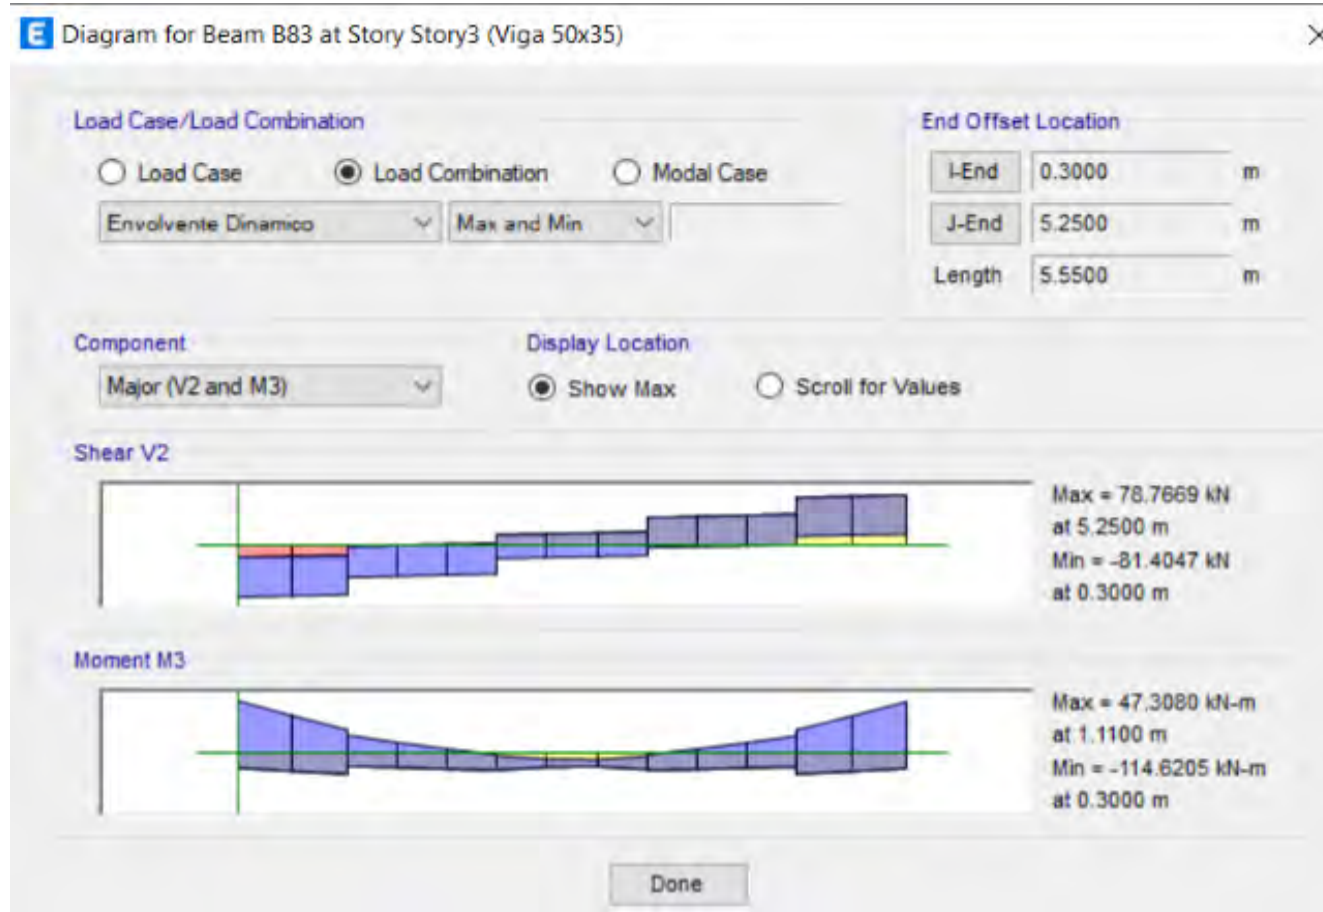 E Diagram for Beam B83 at Story Story3 (Viga 50x35)
Load Case/Load Combination
Load Case Load Combination Modal Case
Envolvente Dinamico Max and Min
End Offset Location
I-End 0.3000 m
J-End 5.2500 m
Length 5.5500 m
Component
Major (V2 and M3)
Display Location
Show Max Scroll for Values
Shear V2
Max = 78.7669 kN
at 5.2500 m
Min = -81.4047 kN
at 0.3000 m
Moment M3
Max = 47.3080 kN-m
at 1.1100 m
Min = -114.6205 kN-m
at 0.3000 m
Done